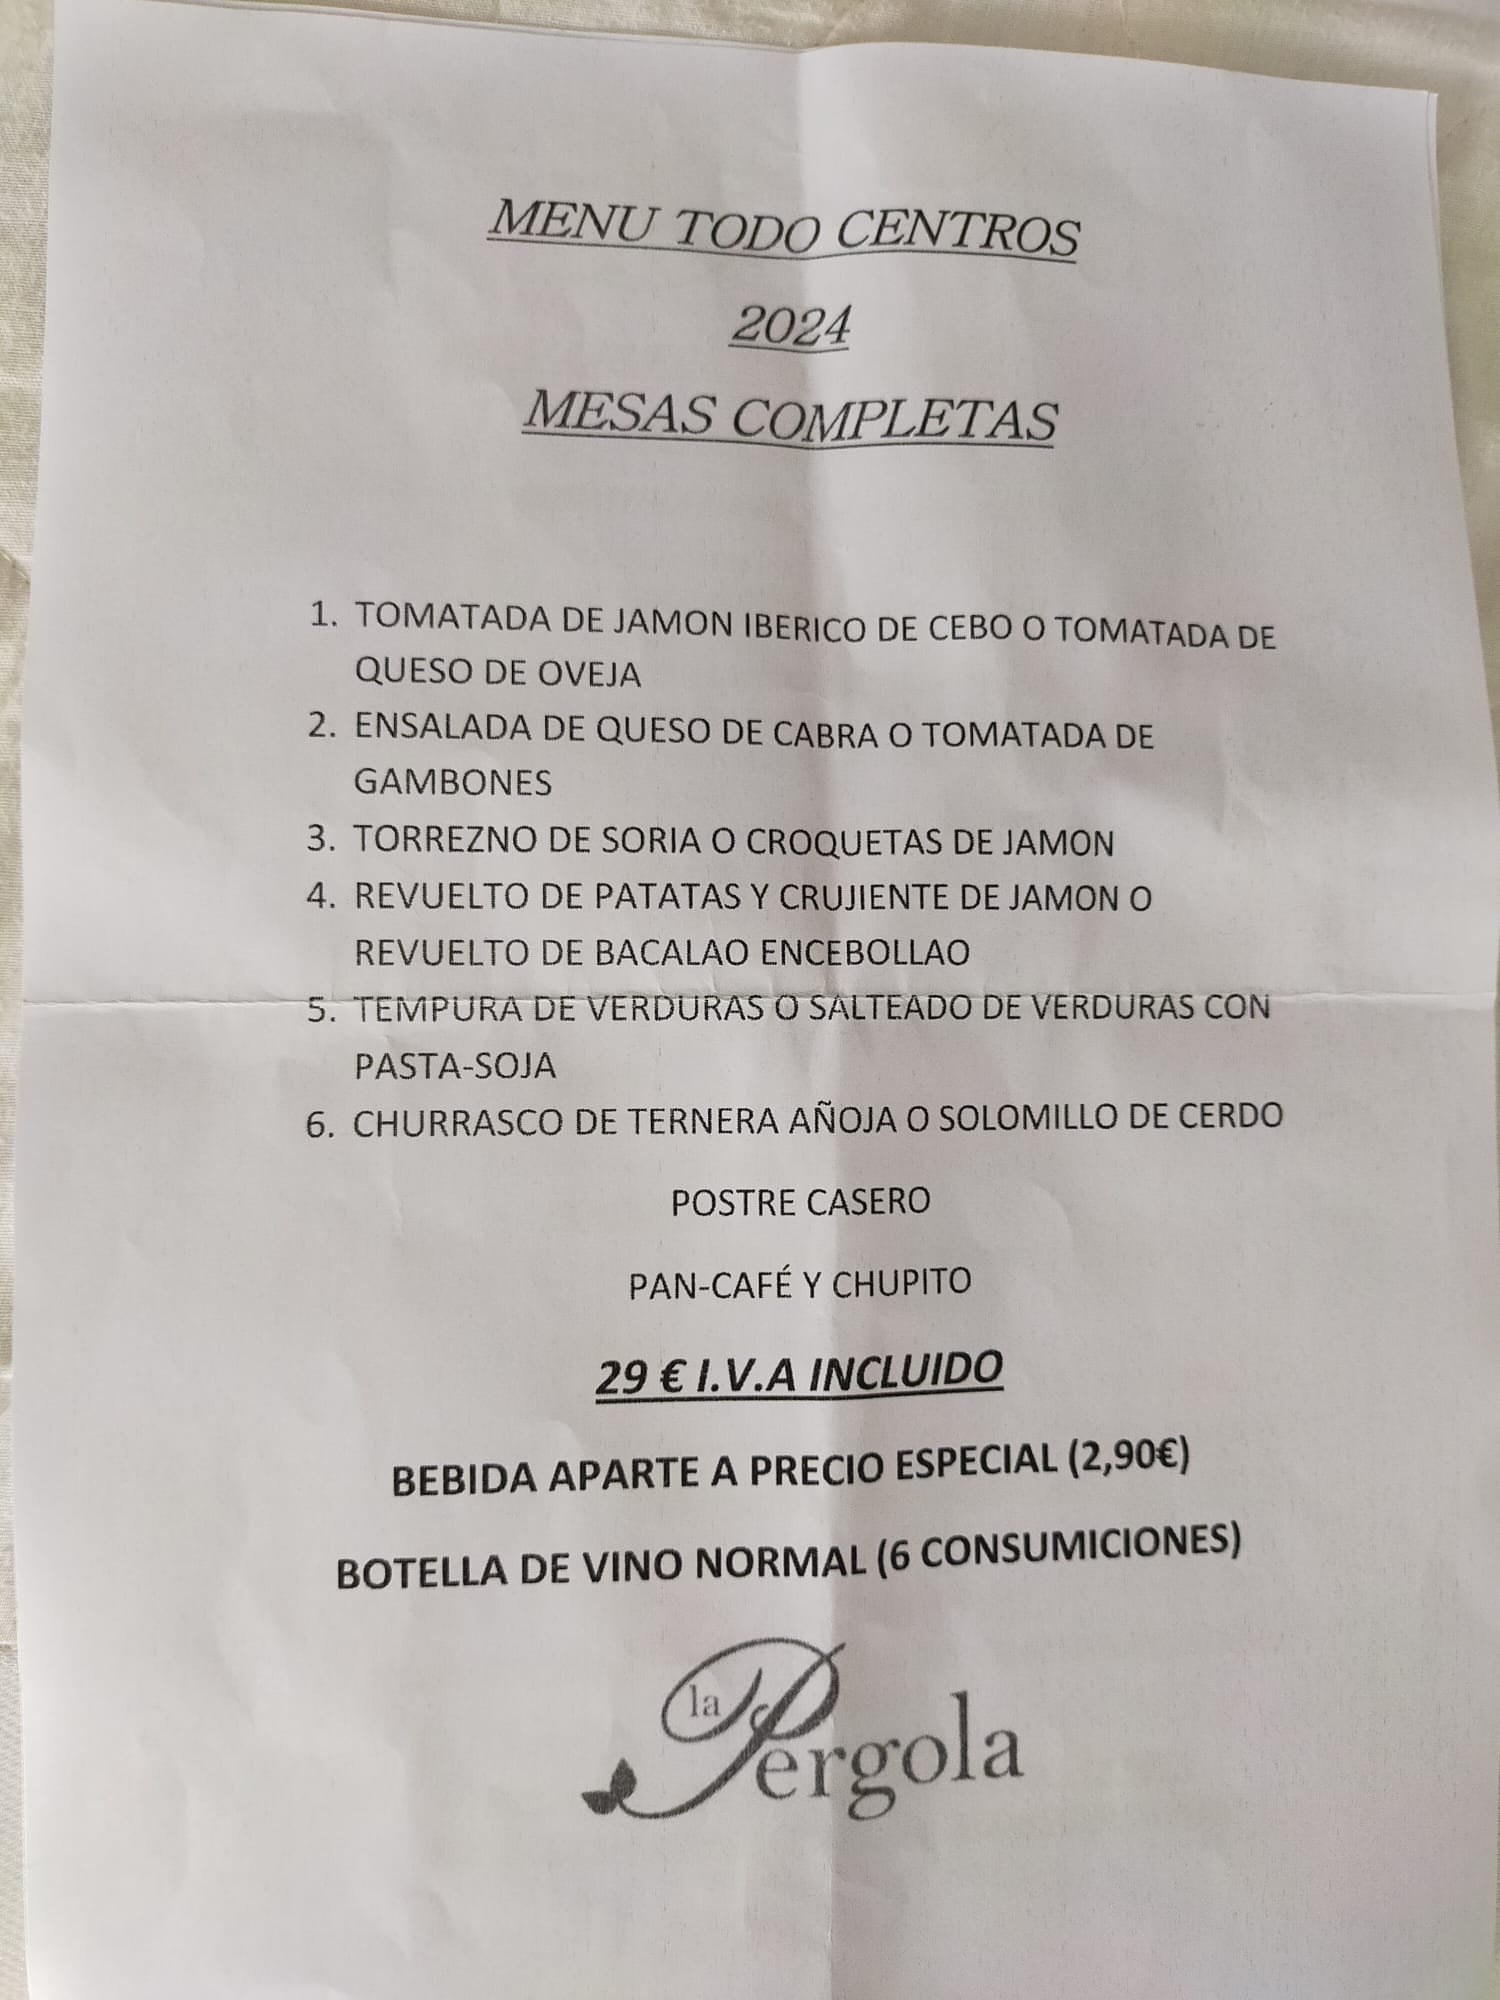 MENU TODO CENTROS
2024
MESAS COMPLETAS
1. TOMATADA DE JAMON IBERICO DE CEBO O TOMATADA DE
QUESO DE OVEJA
2. ENSALADA DE QUESO DE CABRA O TOMATADA DE
GAMBONES
3. TORREZNO DE SORIA O CROQUETAS DE JAMON
4. REVUELTO DE PATATAS Y CRUJIENTE DE JAMON O
REVUELTO DE BACALAO ENCEBOLLAO
5. TEMPURA DE VERDURAS O SALTEADO DE VERDURAS CON
PASTA-SOJA
6. CHURRASCO DE TERNERA AÑOJA O SOLOMILLO DE CERDO
POSTRE CASERO
PAN-CAFÉ Y CHUPITO
29 € I.V.A INCLUIDO
BEBIDA APARTE A PRECIO ESPECIAL (2,90€)
BOTELLA DE VINO NORMAL (6 CONSUMICIONES)
la Pergola